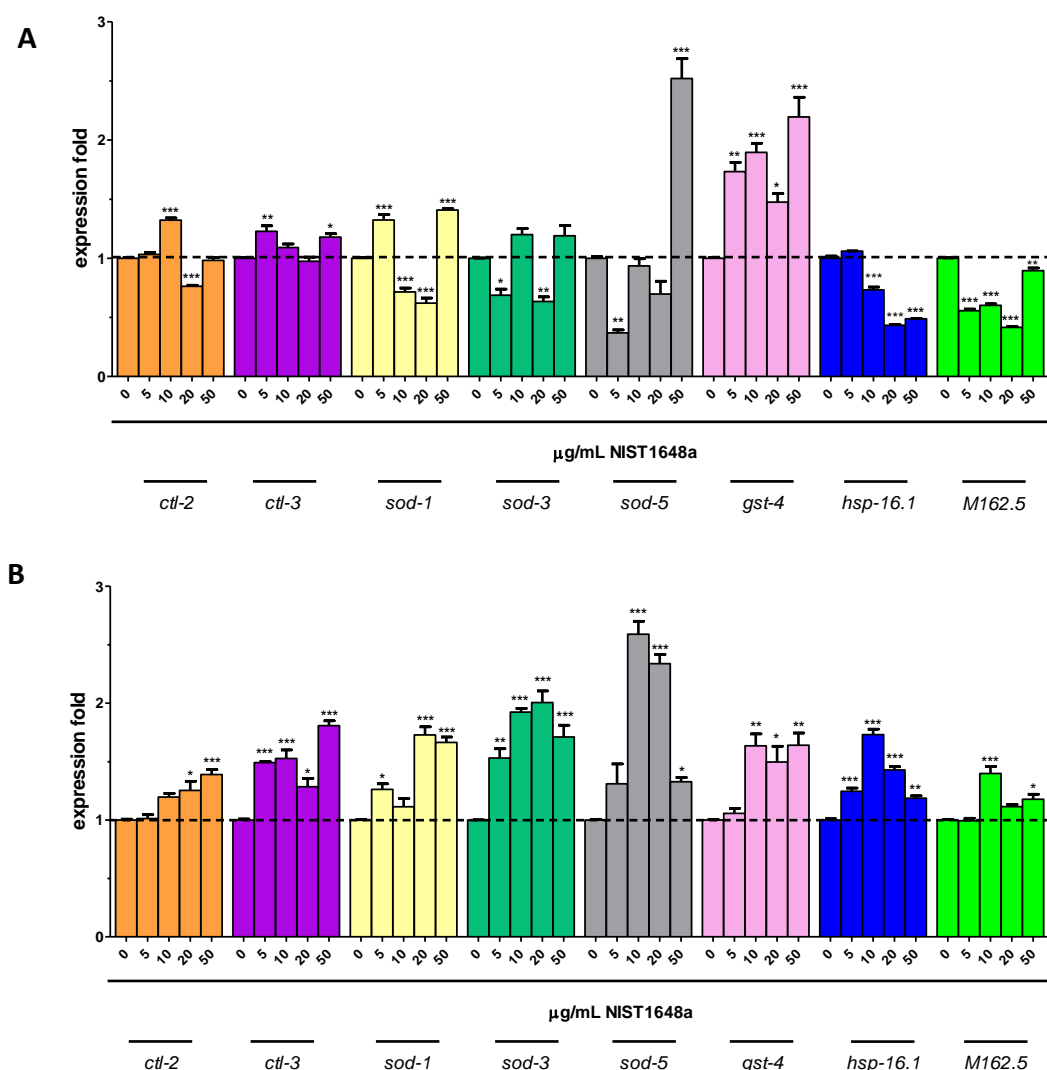 A
3
*** *** ** *** *** *
2
expression fold
*** ** *** *** * *** *** *** * ** ** *** *** *** *** *** *** **
1
0
0 5 10 20 50 0 5 10 20 50 0 5 10 20 50 0 5 10 20 50 0 5 10 20 50 0 5 10 20 50 0 5 10 20 50 0 5 10 20 50
μg/mL NIST1648a
ctl-2 ctl-3 sod-1 sod-3 sod-5 gst-4 hsp-16.1 M162.5
B
3
*** ***
2
expression fold
* *** *** *** * *** * *** *** ** *** *** *** * ** * ** *** *** *** ** *** *
1
0
0 5 10 20 50 0 5 10 20 50 0 5 10 20 50 0 5 10 20 50 0 5 10 20 50 0 5 10 20 50 0 5 10 20 50 0 5 10 20 50
μg/mL NIST1648a
ctl-2 ctl-3 sod-1 sod-3 sod-5 gst-4 hsp-16.1 M162.5